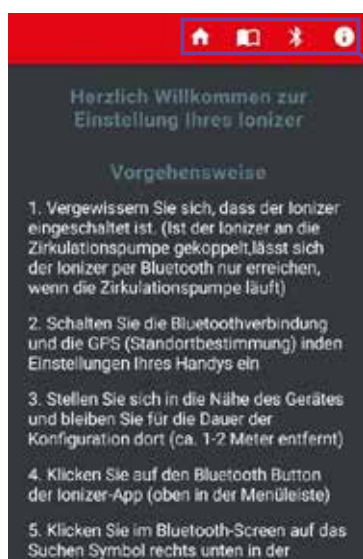 Herzlich Willkommen zur
Einstellung Ihres Ionizer
Vorgehensweise
1. Vergewissern Sie sich, dass der Ionizer
eingeschaltet ist. (Ist der Ionizer an die
Zirkulationspumpe gekoppelt,lässt sich
der Ionizer per Bluetooth nur erreichen,
wenn die Zirkulationspumpe läuft)
2. Schalten Sie die Bluetoothverbindung
und die GPS (Standortbestimmung) inden
Einstellungen Ihres Handys ein
3. Stellen Sie sich in die Nähe des Gerätes
und bleiben Sie für die Dauer der
Konfiguration dort (ca. 1-2 Meter entfernt)
4. Klicken Sie auf den Bluetooth Button
der Ionizer-App (oben in der Menüleiste)
5. Klicken Sie im Bluetooth-Screen auf das
Suchen Symbol rechts unten in der